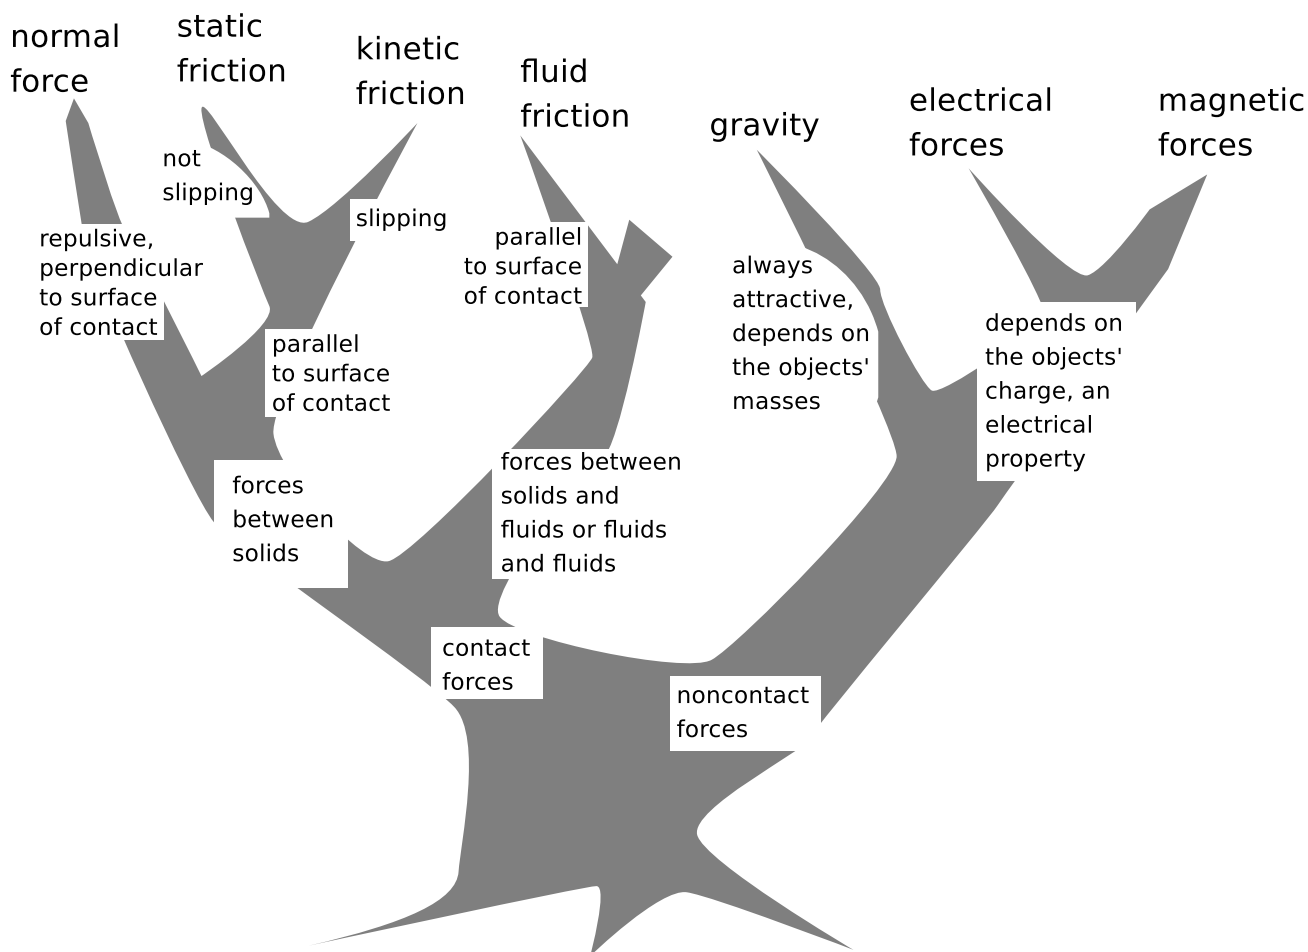 normal
force
static
friction
kinetic
friction
fluid
friction
gravity
electrical
forces
magnetic
forces
not
slipping
slipping
repulsive,
perpendicular
to surface
of contact
parallel
to surface
of contact
parallel
to surface
of contact
always
attractive,
depends on
the objects'
masses
depends on
the objects'
charge, an
electrical
property
forces
between
solids
forces between
solids and
fluids or fluids
and fluids
contact
forces
noncontact
forces